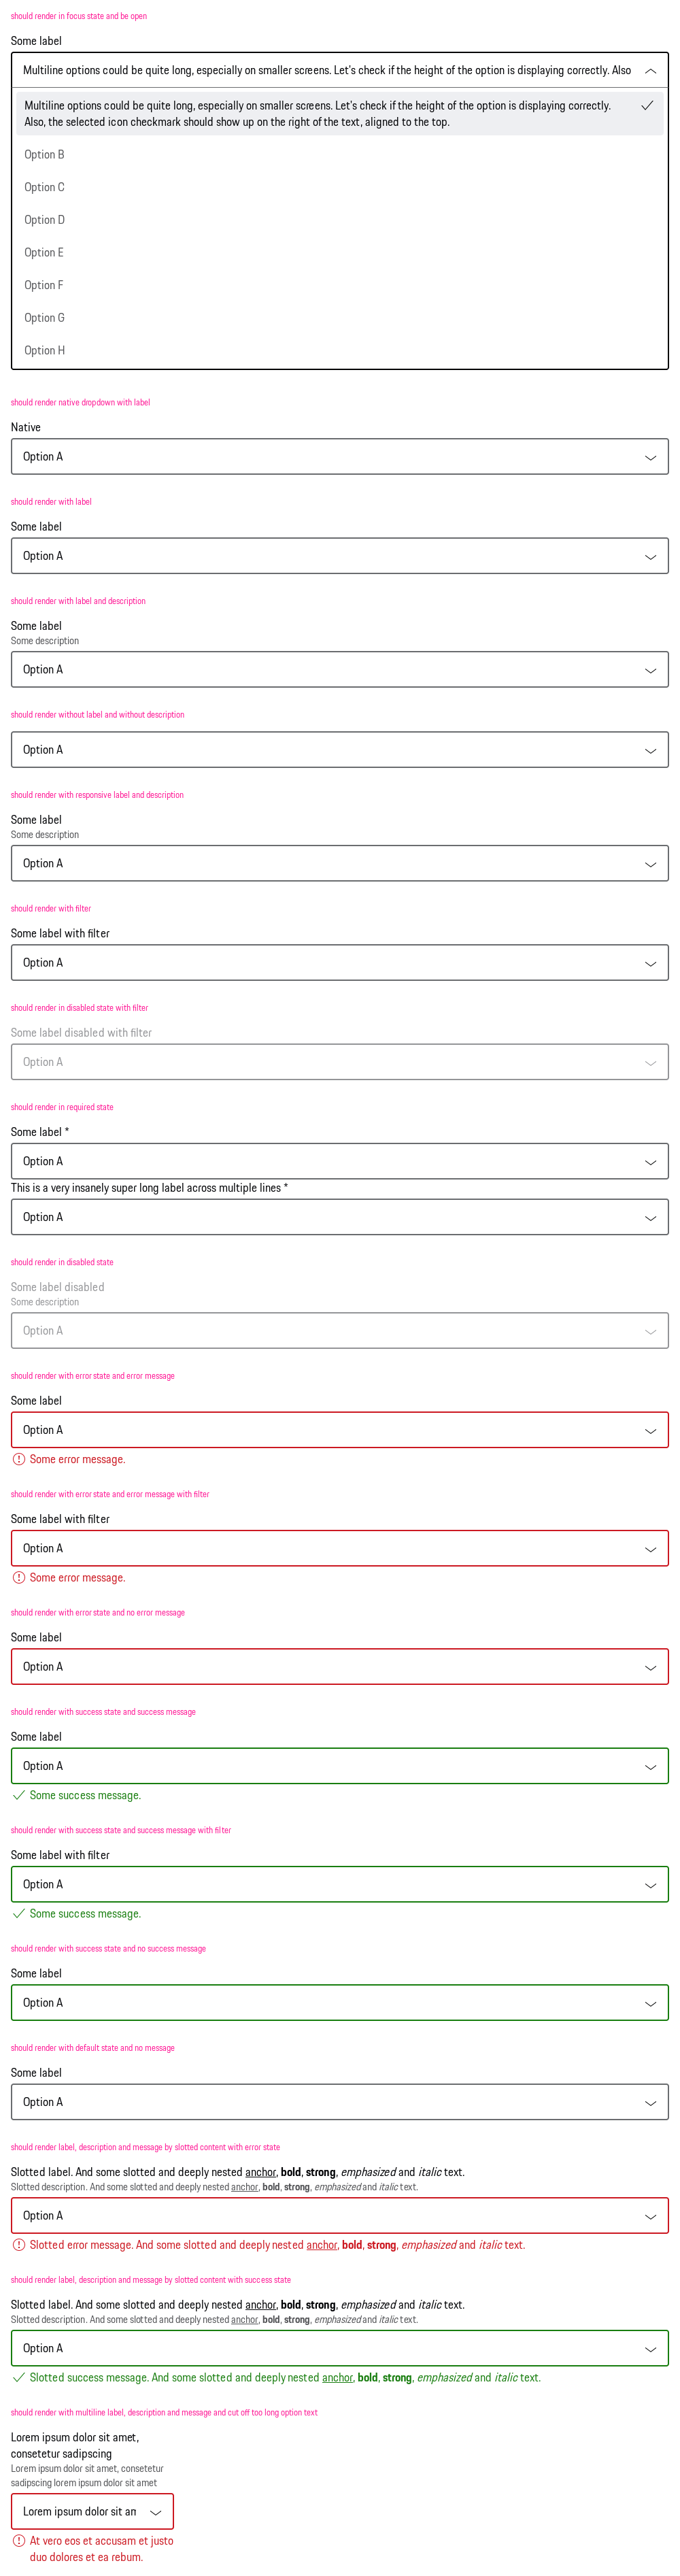 should render in focus state and be open
Some label
Multiline options could be quite long, especially on smaller screens. Let's check if the height of the option is displaying correctly. Also
Multiline options could be quite long, especially on smaller screens. Let's check if the height of the option is displaying correctly.
Also, the selected icon checkmark should show up on the right of the text, aligned to the top.
Option B
Option C
Option D
Option E
Option F
Option G
Option H
should render native dropdown with label
Native
Option A
should render with label
Some label
Option A
should render with label and description
Some label
Some description
Option A
should render without label and without description
Option A
should render with responsive label and description
Some label
Some description
Option A
should render with filter
Some label with filter
Option A
should render in disabled state with filter
Some label disabled with filter
Option A
should render in required state
Some label *
Option A
This is a very insanely super long label across multiple lines *
Option A
should render in disabled state
Some label disabled
Some description
Option A
should render with error state and error message
Some label
Option A
Some error message.
should render with error state and error message with filter
Some label with filter
Option A
Some error message.
should render with error state and no error message
Some label
Option A
should render with success state and success message
Some label
Option A
Some success message.
should render with success state and success message with filter
Some label with filter
Option A
Some success message.
should render with success state and no success message
Some label
Option A
should render with default state and no message
Some label
Option A
should render label, description and message by slotted content with error state
Slotted label. And some slotted and deeply nested anchor, bold, strong, emphasized and italic text.
Slotted description. And some slotted and deeply nested anchor, bold, strong, emphasized and italic text.
Option A
Slotted error message. And some slotted and deeply nested anchor, bold, strong, emphasized and italic text.
should render label, description and message by slotted content with success state
Slotted label. And some slotted and deeply nested anchor, bold, strong, emphasized and italic text.
Slotted description. And some slotted and deeply nested anchor, bold, strong, emphasized and italic text.
Option A
Slotted success message. And some slotted and deeply nested anchor, bold, strong, emphasized and italic text.
should render with multiline label, description and message and cut off too long option text
Lorem ipsum dolor sit amet,
consetetur sadipscing
Lorem ipsum dolor sit amet, consetetur
sadipscing lorem ipsum dolor sit amet
Lorem ipsum dolor sit am
At vero eos et accusam et justo
duo dolores et ea rebum.